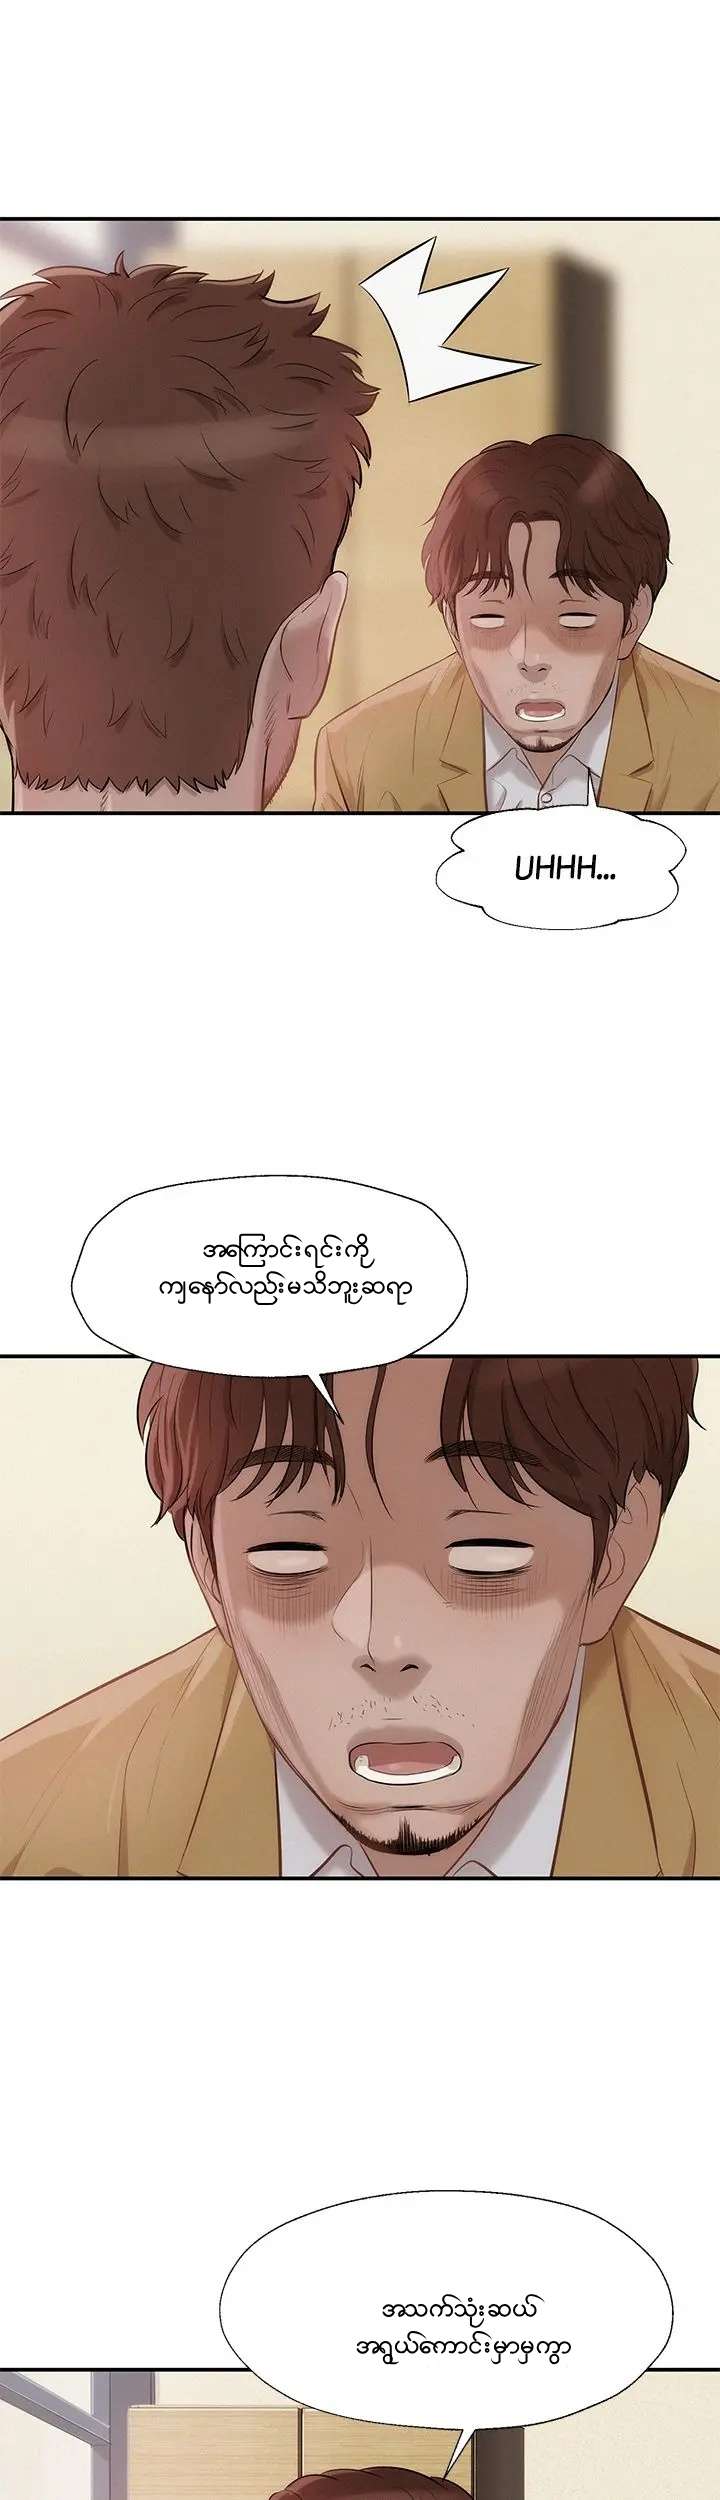 UHHH...
အကြောင်းရင်းကို
ကျနော်လည်းမသိဘူးဆရာ
အသက်သုံးဆယ်
အရွယ်ကောင်းမှာမှကွာ